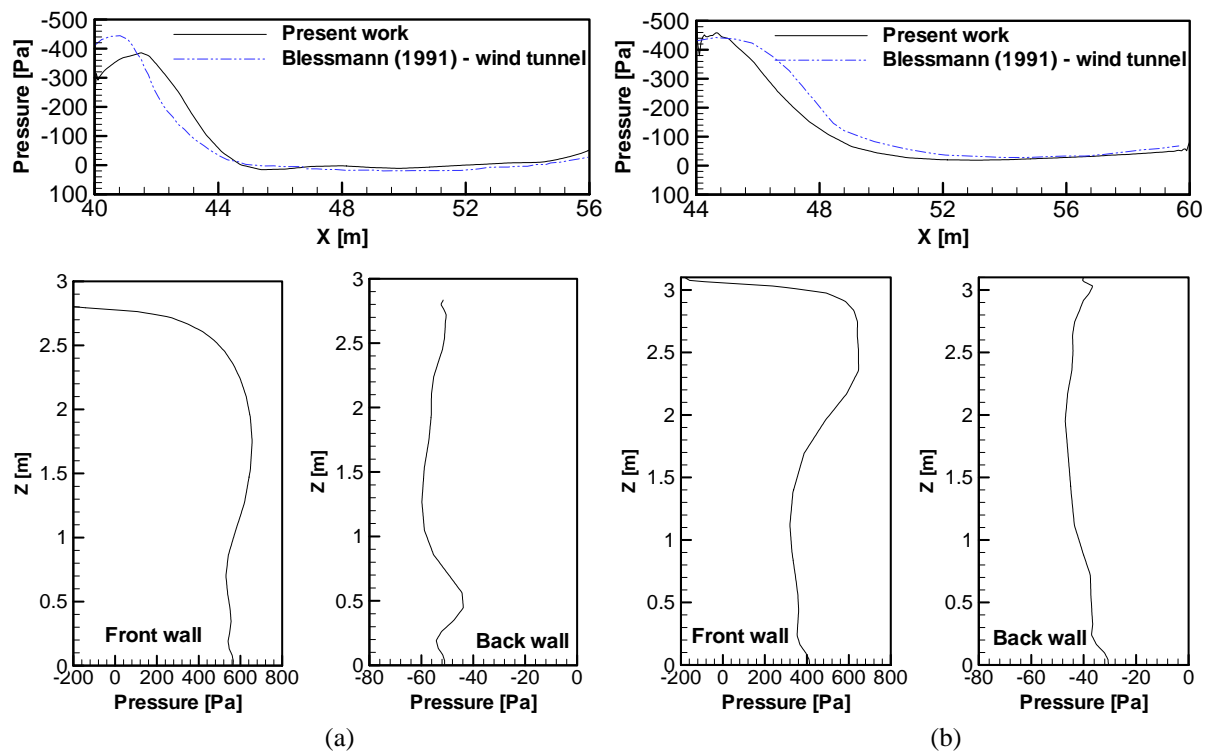 -500
-400
-300
-200
-100
0
100
Pressure [Pa]
Present work
Blessmann (1991) - wind tunnel
40 44 48 52 56
X [m]
-500
-400
-300
-200
-100
0
100
Pressure [Pa]
Present work
Blessmann (1991) - wind tunnel
44 48 52 56 60
X [m]
3
2.5
2
1.5
1
0.5
0
Z [m]
Front wall
-200 0 200 400 600 800
Pressure [Pa]
3
2.5
2
1.5
1
0.5
0
Z [m]
Back wall
-80 -60 -40 -20 0
Pressure [Pa]
3
2.5
2
1.5
1
0.5
0
Z [m]
Front wall
-200 0 200 400 600 800
Pressure [Pa]
3
2.5
2
1.5
1
0.5
0
Z [m]
Back wall
-80 -60 -40 -20 0
Pressure [Pa]
(a)
(b)